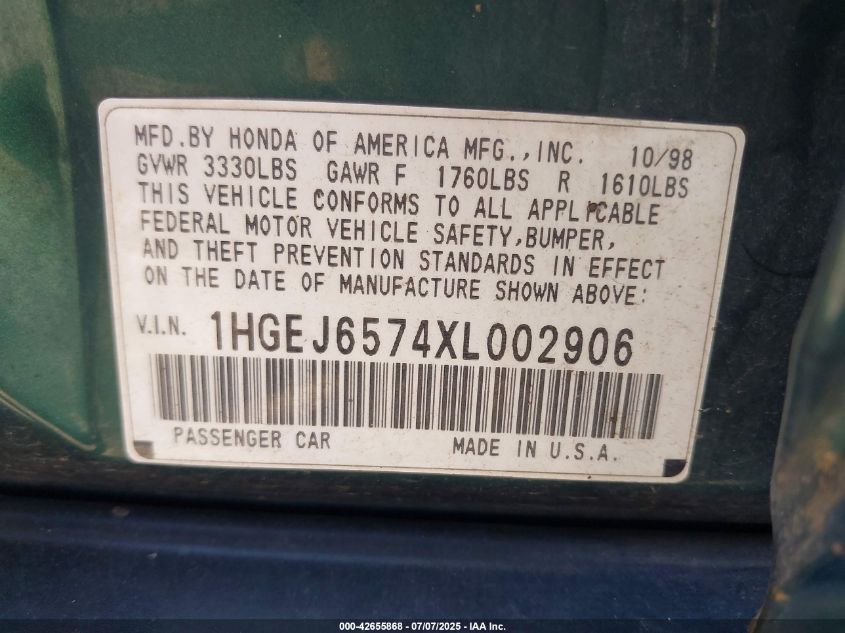 MFD.BY HONDA OF AMERICA MFG.,INC. 10/98
GVWR 3330LBS GAWR F 1760LBS R 1610LBS
THIS VEHICLE CONFORMS TO ALL APPLICABLE
FEDERAL MOTOR VEHICLE SAFETY,BUMPER,
AND THEFT PREVENTION STANDARDS IN EFFECT
ON THE DATE OF MANUFACTURE SHOWN ABOVE:
V.I.N. 1HGEJ6574XL002906
PASSENGER CAR MADE IN U.S.A.
000-42655868 - 07/07/2025 - IAA Inc.